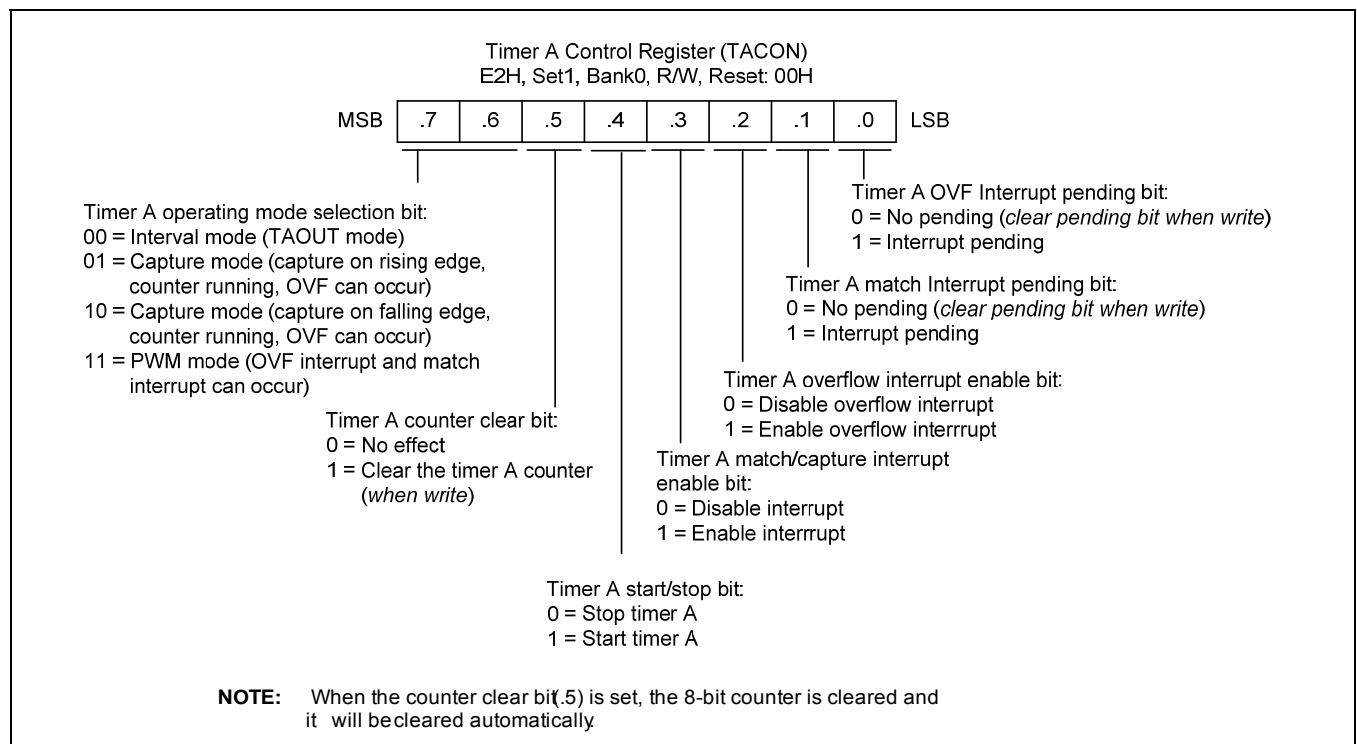 Timer A Control Register (TACON)
E2H, Set1, Bank0, R/W, Reset: 00H
MSB .7 .6 .5 .4 .3 .2 .1 .0 LSB
Timer A OVF Interrupt pending bit:
0 = No pending (clear pending bit when write)
1 = Interrupt pending
Timer A operating mode selection bit:
00 = Interval mode (TAOUT mode)
01 = Capture mode (capture on rising edge,
counter running, OVF can occur)
10 = Capture mode (capture on falling edge,
counter running, OVF can occur)
11 = PWM mode (OVF interrupt and match
interrupt can occur)
Timer A match Interrupt pending bit:
0 = No pending (clear pending bit when write)
1 = Interrupt pending
Timer A overflow interrupt enable bit:
0 = Disable overflow interrupt
1 = Enable overflow interrrupt
Timer A counter clear bit:
0 = No effect
1 = Clear the timer A counter
(when write)
Timer A match/capture interrupt
enable bit:
0 = Disable interrupt
1 = Enable interrrupt
Timer A start/stop bit:
0 = Stop timer A
1 = Start timer A
NOTE: When the counter clear bit(.5) is set, the 8-bit counter is cleared and
it will be cleared automatically.